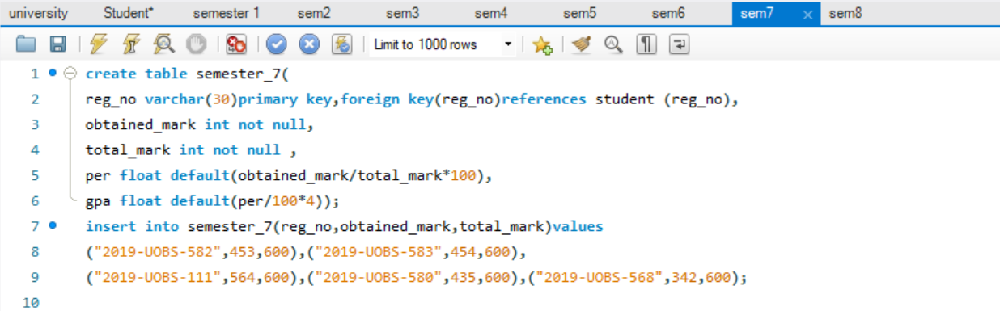 university Student* semester 1 sem2 sem3 sem4 sem5 sem6 sem7 sem8
Limit to 1000 rows
1 create table semester_7(
2 reg_no varchar(30)primary key,foreign key(reg_no)references student (reg_no),
3 obtained_mark int not null,
4 total_mark int not null ,
5 per float default(obtained_mark/total_mark*100),
6 gpa float default(per/100*4));
7 insert into semester_7(reg_no,obtained_mark,total_mark)values
8 ("2019-UOBS-582",453,600),("2019-UOBS-583",454,600),
9 ("2019-UOBS-111",564,600),("2019-UOBS-580",435,600),("2019-UOBS-568",342,600);
10